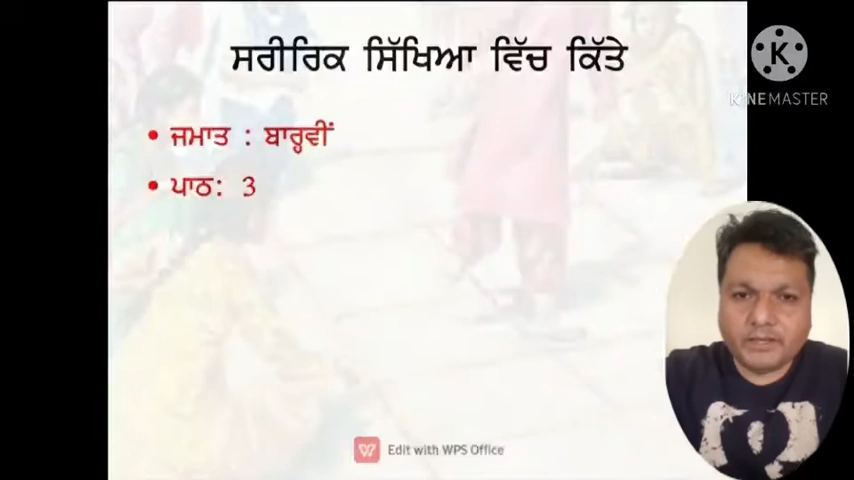 ਸਰੀਰਿਕ ਸਿੱਖਿਆ ਵਿੱਚ ਕਿੱਤੇ
K
KINEMASTER
• ਜਮਾਤ : ਬਾਰ੍ਹਵੀਂ
• ਪਾਠ: 3
Edit with WPS Office